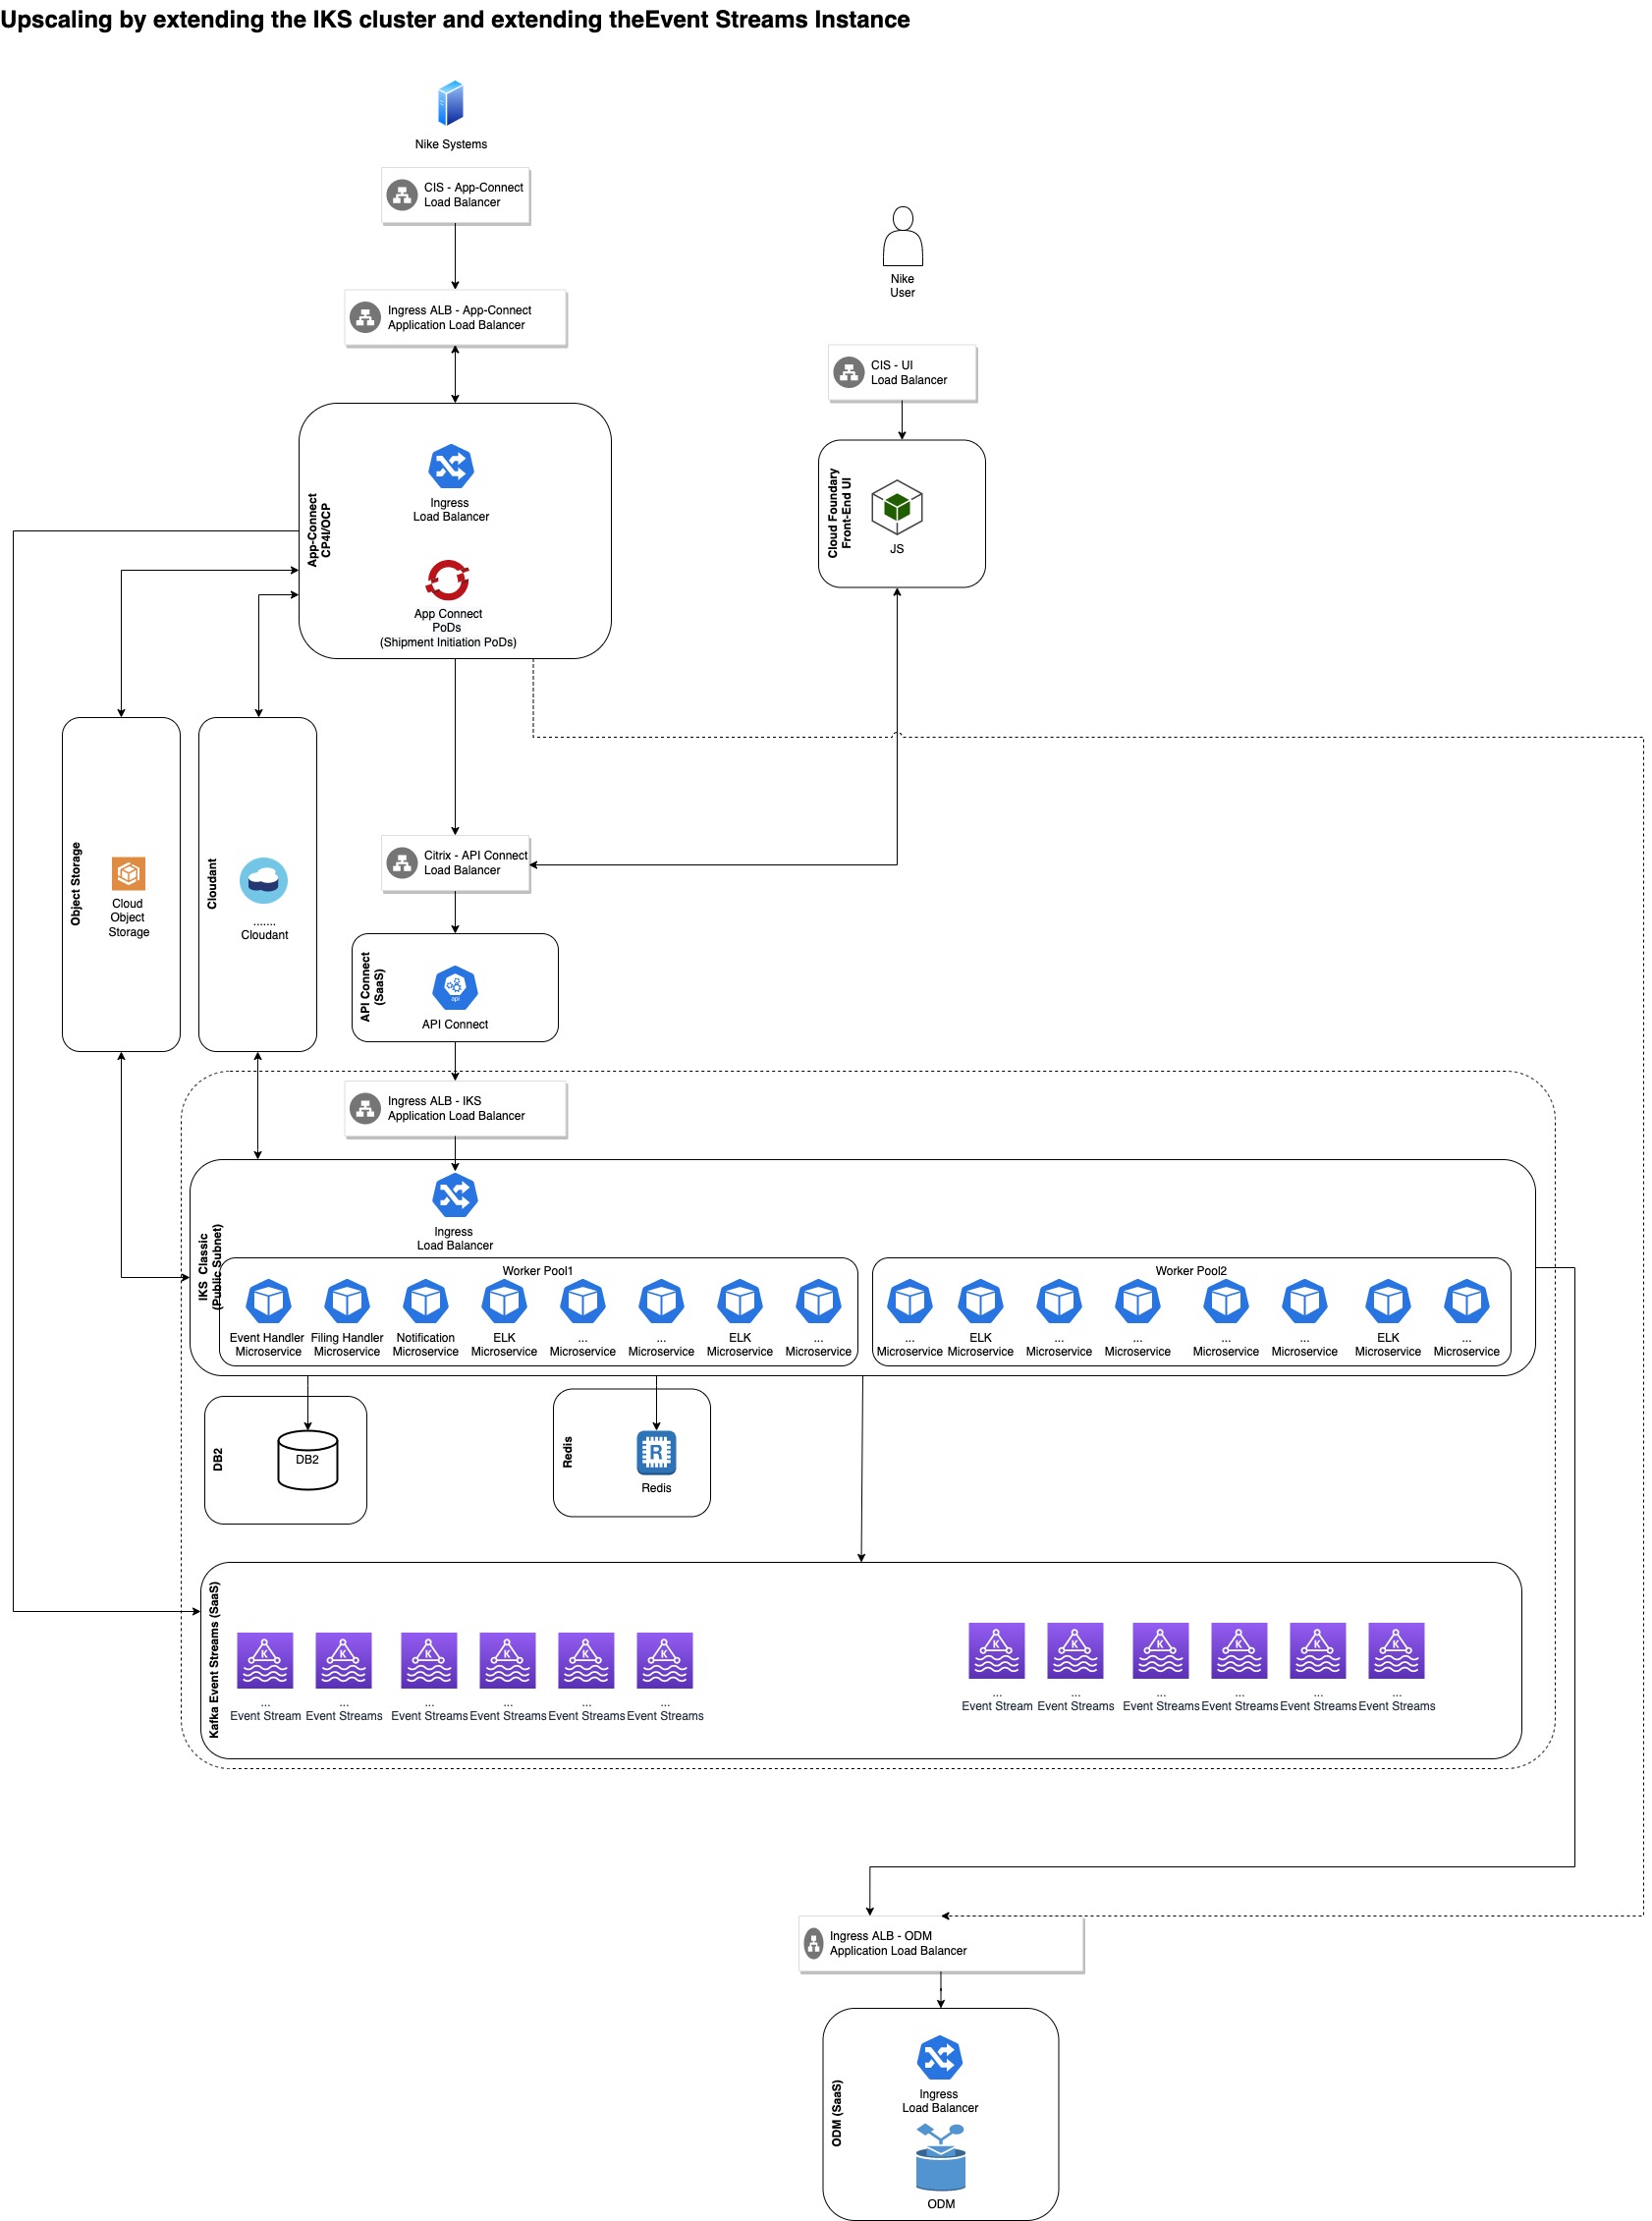 Upscaling by extending the IKS cluster and extending theEvent Streams Instance
Nike Systems
CIS - App-Connect
Load Balancer
Ingress ALB - App-Connect
Application Load Balancer
Nike
User
CIS - UI
Load Balancer
App-Connect
CP4I/OCP
Ingress
Load Balancer
App Connect
PoDs
(Shipment Initiation PoDs)
Cloud Foundry
Front-End UI
JS
Object Storage
Cloud
Object
Storage
Cloudant
.......
Cloudant
Citrix - API Connect
Load Balancer
API Connect
(SaaS)
api
API Connect
Ingress ALB - IKS
Application Load Balancer
IKS Classic
(Public Subnet)
Ingress
Load Balancer
Worker Pool1
Event Handler
Microservice
Filing Handler
Microservice
Notification
Microservice
ELK
Microservice
...
Microservice
...
Microservice
ELK
Microservice
...
Microservice
Worker Pool2
...
Microservice
ELK
Microservice
...
Microservice
...
Microservice
...
Microservice
...
Microservice
ELK
Microservice
...
Microservice
DB2
DB2
Redis
R
Redis
Kafka Event Streams (SaaS)
K
...
Event Stream
K
...
Event Streams
K
...
Event Streams
K
...
Event Streams
K
...
Event Streams
K
...
Event Streams
K
...
Event Stream
K
...
Event Streams
K
...
Event Streams
K
...
Event Streams
K
...
Event Streams
K
...
Event Streams
Ingress ALB - ODM
Application Load Balancer
ODM (SaaS)
Ingress
Load Balancer
ODM